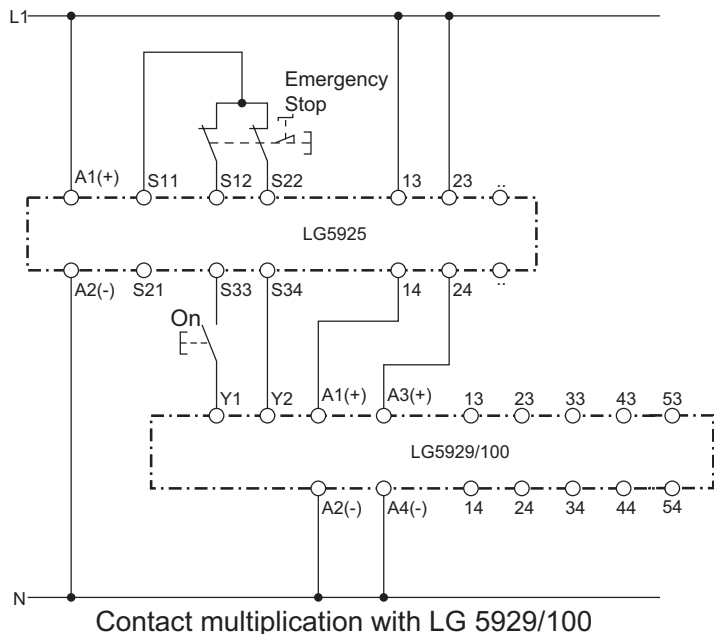 L1
Emergency
Stop
A1(+) S11 S12 S22 13 23 ..
LG5925
A2(-) S21 S33 S34 14 24 ..
On
Y1 Y2 A1(+) A3(+) 13 23 33 43 53
LG5929/100
A2(-) A4(-) 14 24 34 44 54
N
Contact multiplication with LG 5929/100